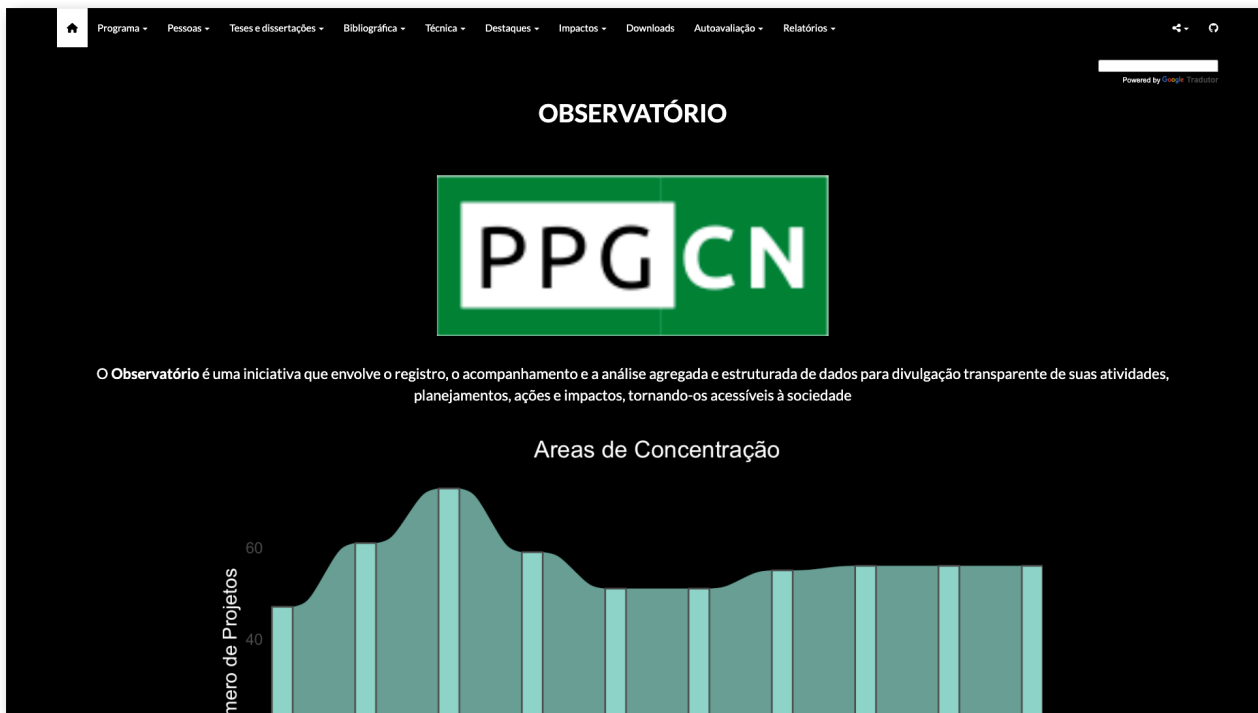 Programa Pessoas Teses e dissertações Bibliográfica Técnica Destaques Impactos Downloads Autoavaliação Relatórios
Powered by Google Tradutor
OBSERVATÓRIO
PPGCN
O Observatório é uma iniciativa que envolve o registro, o acompanhamento e a análise agregada e estruturada de dados para divulgação transparente de suas atividades,
planejamentos, ações e impactos, tornando-os acessíveis à sociedade
Areas de Concentração
60
40
mero de Projetos